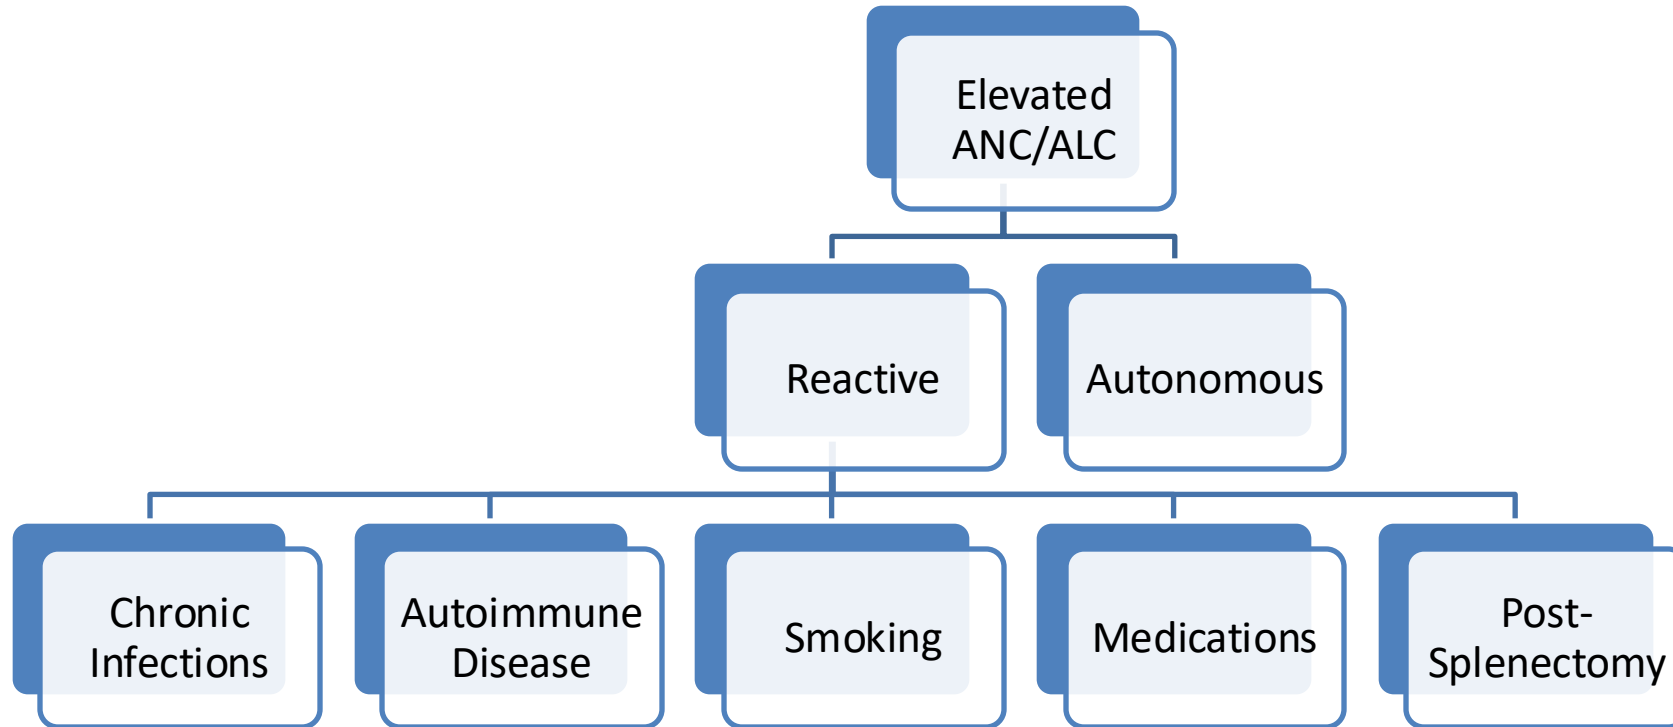 Elevated
ANC/ALC
Reactive
Autonomous
Chronic
Infections
Autoimmune
Disease
Smoking
Medications
Post-
Splenectomy